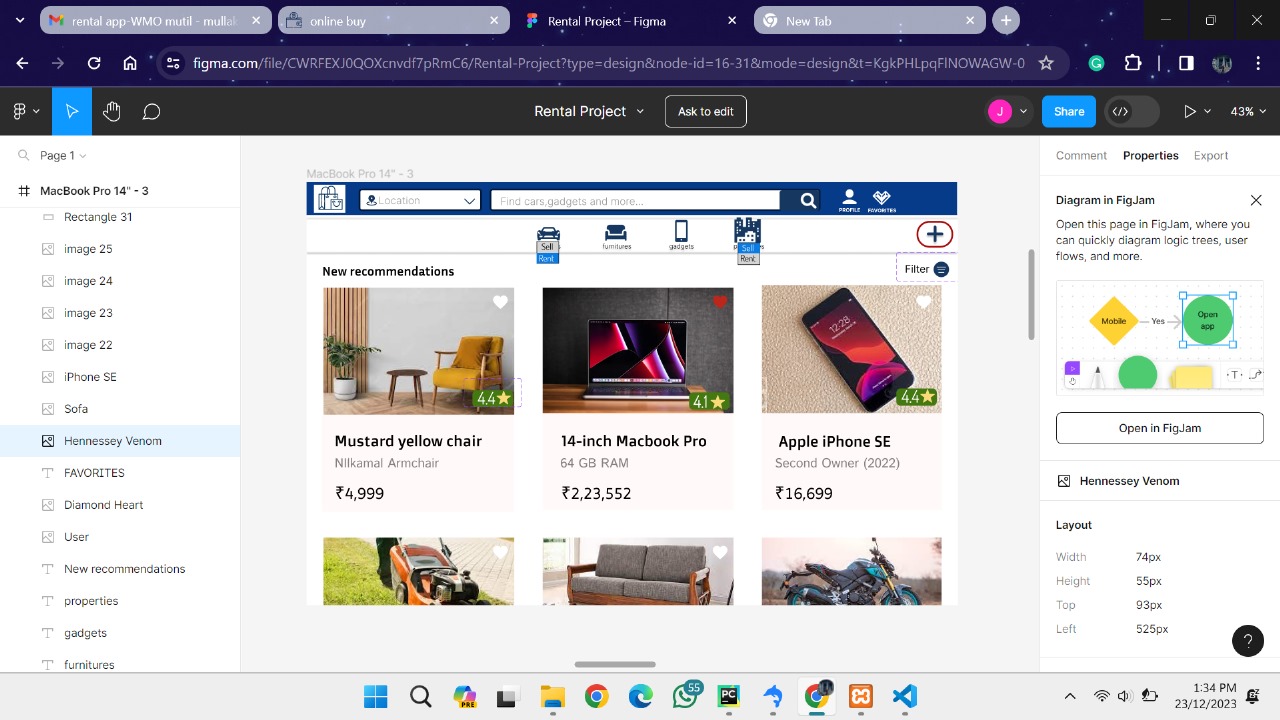 rental app-WMO mutil - mullak
online buy
Rental Project – Figma
New Tab
figma.com/file/CWRFEXJ0QOXcnvdf7pRmC6/Rental-Project?type=design&node-id=16-31&mode=design&t=KgkPHLpqFlNOWAGW-0
Rental Project
Ask to edit
J
Share
43%
Page 1
MacBook Pro 14" - 3
Rectangle 31
image 25
image 24
image 23
image 22
iPhone SE
Sofa
Hennessey Venom
FAVORITES
Diamond Heart
User
New recommendations
properties
gadgets
furnitures
MacBook Pro 14" - 3
Location
Find cars,gadgets and more...
PROFILE
FAVORITES
furnitures
gadgets
Sell
Rent
Sell
Rent
New recommendations
Filter
4.4
4.1
4.4
Mustard yellow chair
NIlkamal Armchair
₹4,999
14-inch Macbook Pro
64 GB RAM
₹2,23,552
Apple iPhone SE
Second Owner (2022)
₹16,699
Comment
Properties
Export
Diagram in FigJam
Open this page in FigJam, where you
can quickly diagram logic trees, user
flows, and more.
Mobile
Yes
Open
app
T
Open in FigJam
Hennessey Venom
Layout
Width 74px
Height 55px
Top 93px
Left 525px
?
PRE
55
PC
1:34 PM
23/12/2023